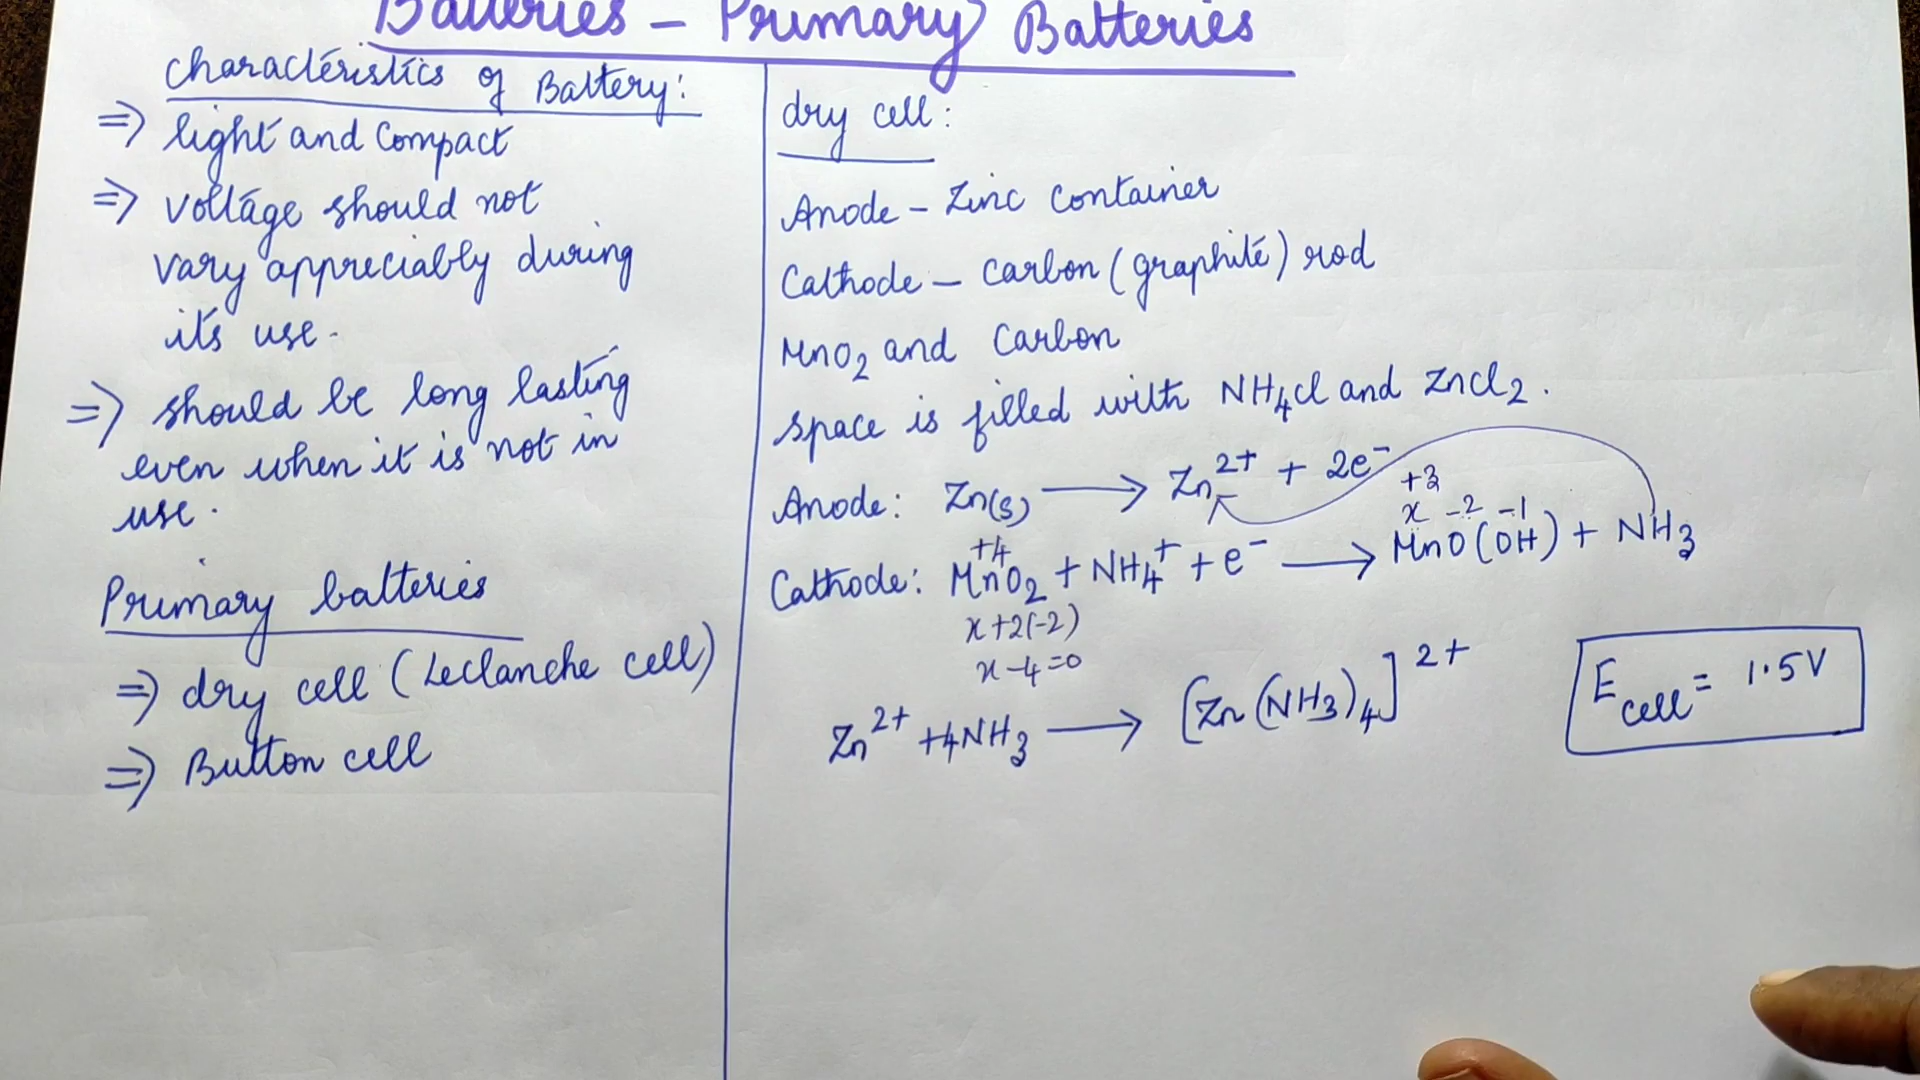 Batteries - Primary Batteries
Characteristics of Battery:
=> light and compact
=> voltage should not
vary appreciably during
its use.
=> should be long lasting
even when it is not in
use.
Primary batteries
=> dry cell (Leclanche cell)
=> Button cell
dry cell:
Anode - Zinc container
Cathode - Carbon (graphite) rod
MnO2 and Carbon
space is filled with NH4Cl and ZnCl2.
Anode: Zn(s) ⟶ Zn2+ + 2e-
+3
x -2 -1
+4
Cathode: MnO2 + NH4+ + e- ⟶ MnO(OH) + NH3
x+2(-2)
x-4=0
Zn2+ +4NH3 ⟶ [Zn(NH3)4]2+
Ecell = 1.5V